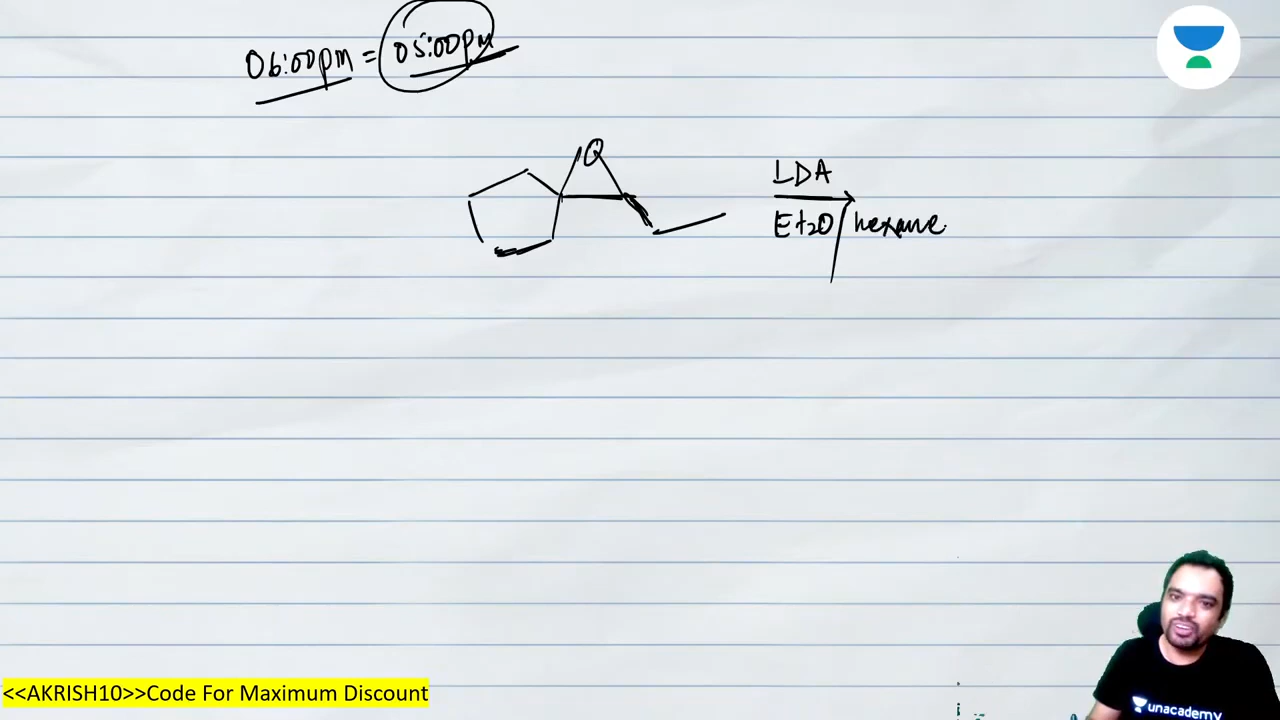 06:00pm = 05:00pm
O
LDA
Et2O/hexane
unacademy
<<AKRISH10>>Code For Maximum Discount